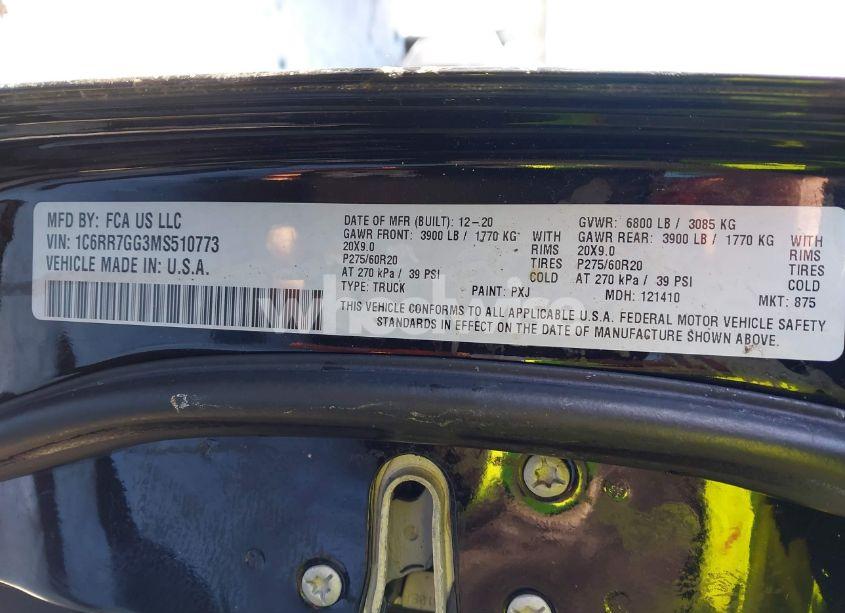 MFD BY: FCA US LLC
VIN: 1C6RR7GG3MS510773
VEHICLE MADE IN: U.S.A.
DATE OF MFR (BUILT): 12-20
GAWR FRONT: 3900 LB / 1770 KG WITH
20X9.0 RIMS
P275/60R20 TIRES
AT 270 kPa / 39 PSI COLD
TYPE: TRUCK PAINT: PXJ
GVWR: 6800 LB / 3085 KG
GAWR REAR: 3900 LB / 1770 KG WITH
20X9.0 RIMS
P275/60R20 TIRES
AT 270 kPa / 39 PSI COLD
MDH: 121410 MKT: 875
THIS VEHICLE CONFORMS TO ALL APPLICABLE U.S.A. FEDERAL MOTOR VEHICLE SAFETY
STANDARDS IN EFFECT ON THE DATE OF MANUFACTURE SHOWN ABOVE.